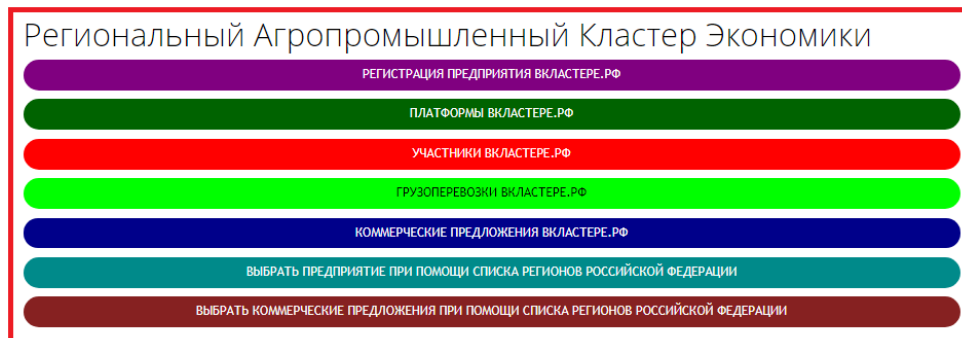 Региональный Агропромышленный Кластер Экономики
РЕГИСТРАЦИЯ ПРЕДПРИЯТИЯ ВКЛАСТЕРЕ.РФ
ПЛАТФОРМЫ ВКЛАСТЕРЕ.РФ
УЧАСТНИКИ ВКЛАСТЕРЕ.РФ
ГРУЗОПЕРЕВОЗКИ ВКЛАСТЕРЕ.РФ
КОММЕРЧЕСКИЕ ПРЕДЛОЖЕНИЯ ВКЛАСТЕРЕ.РФ
ВЫБРАТЬ ПРЕДПРИЯТИЕ ПРИ ПОМОЩИ СПИСКА РЕГИОНОВ РОССИЙСКОЙ ФЕДЕРАЦИИ
ВЫБРАТЬ КОММЕРЧЕСКИЕ ПРЕДЛОЖЕНИЯ ПРИ ПОМОЩИ СПИСКА РЕГИОНОВ РОССИЙСКОЙ ФЕДЕРАЦИИ